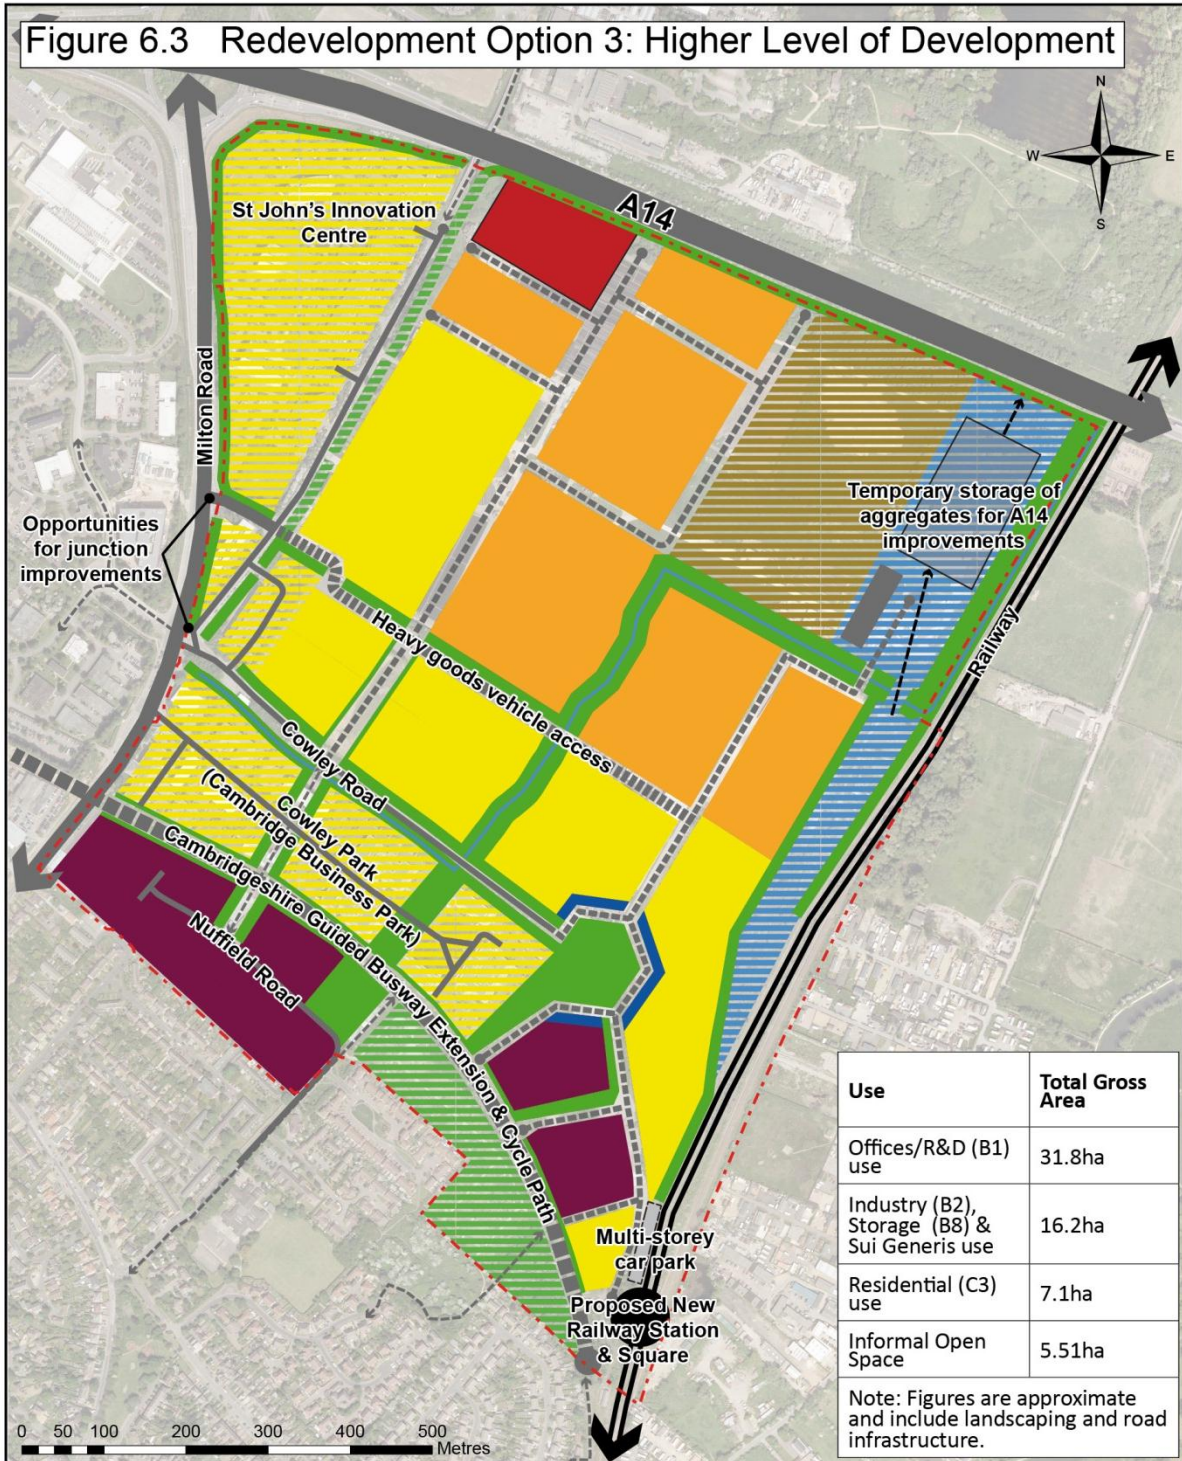 Figure 6.3 Redevelopment Option 3: Higher Level of Development
N
W
E
S
A14
St John's Innovation
Centre
Milton Road
Opportunities
for junction
improvements
Temporary storage of
aggregates for A14
improvements
Railway
Heavy goods vehicle access
Cowley Road
Cowley Park
(Cambridge Business Park)
Cambridgeshire Guided Busway Extension & Cycle Path
Nuffield Road
Multi-storey
car park
Proposed New
Railway Station
& Square
Use
Total Gross
Area
Offices/R&D (B1)
use
31.8ha
Industry (B2),
Storage (B8) &
Sui Generis use
16.2ha
Residential (C3)
use
7.1ha
Informal Open
Space
5.51ha
Note: Figures are approximate
and include landscaping and road
infrastructure.
0 50 100 200 300 400 500
Metres